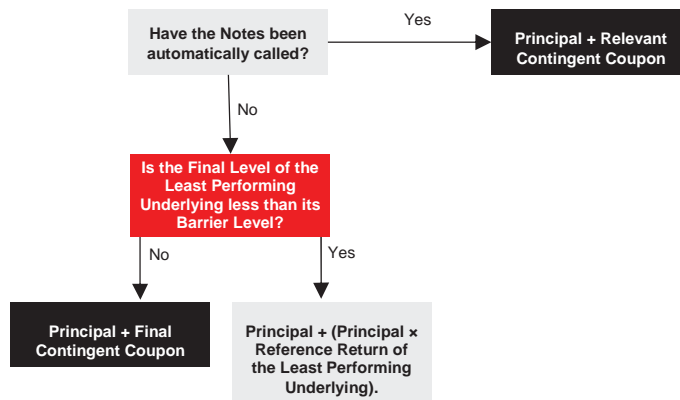 Have the Notes been
automatically called?
Yes
Principal + Relevant
Contingent Coupon
No
Is the Final Level of the
Least Performing
Underlying less than its
Barrier Level?
No
Yes
Principal + Final
Contingent Coupon
Principal + (Principal ×
Reference Return of
the Least Performing
Underlying).